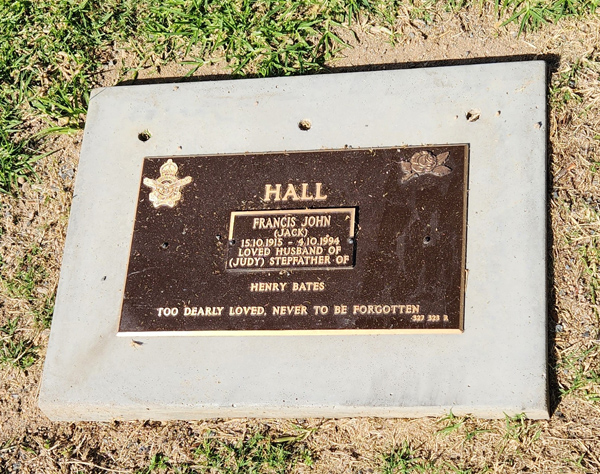 HALL
FRANCIS JOHN
(JACK)
15.10.1915 - 4.10.1994
LOVED HUSBAND OF
(JUDY) STEPFATHER OF
HENRY BATES
TOO DEARLY LOVED, NEVER TO BE FORGOTTEN